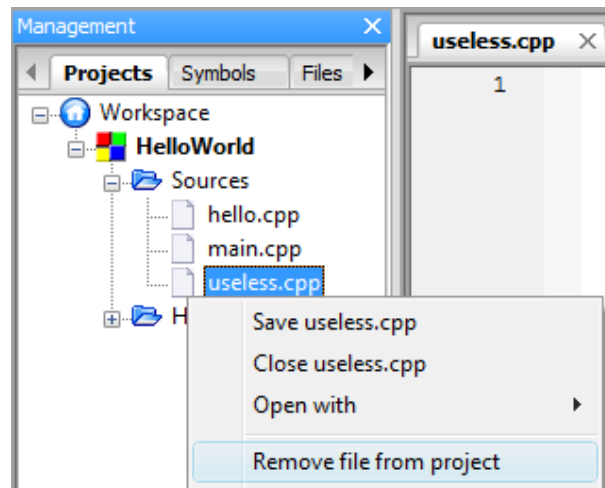 Management
Projects Symbols Files
Workspace
HelloWorld
Sources
hello.cpp
main.cpp
useless.cpp
H
Save useless.cpp
Close useless.cpp
Open with
Remove file from project
useless.cpp
1